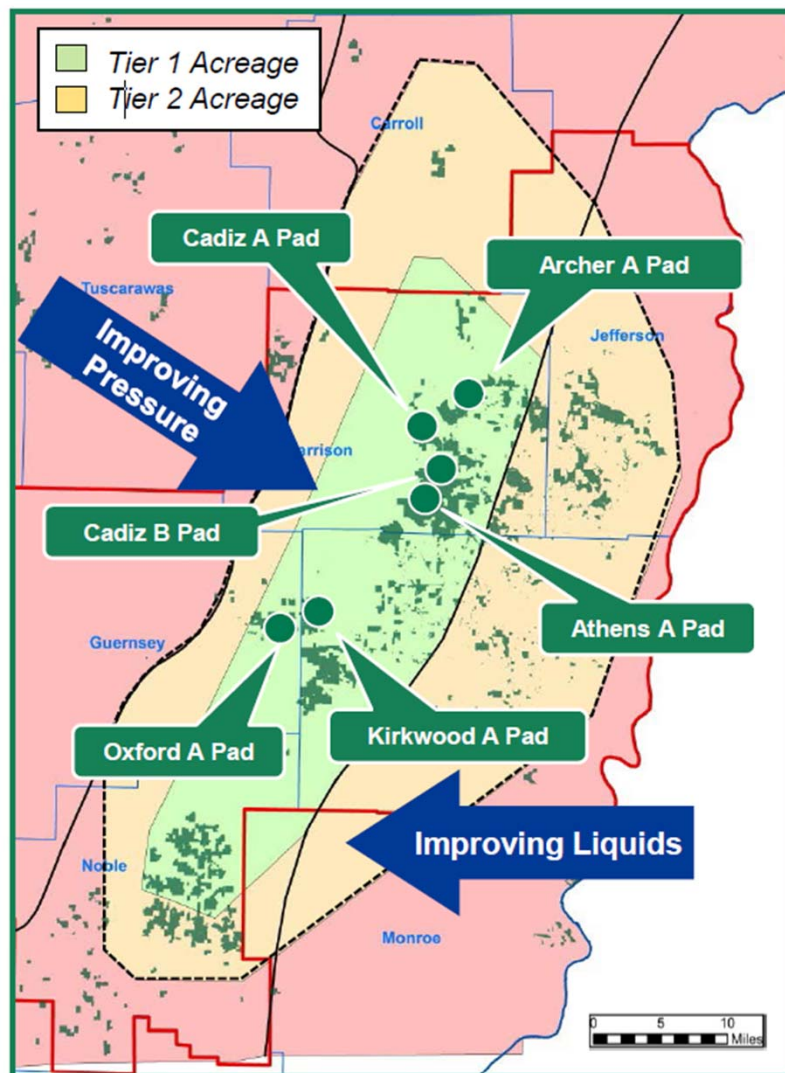 Tier 1 Acreage
Tier 2 Acreage
Carroll
Cadiz A Pad
Archer A Pad
Tuscarawas
Jefferson
Improving
Pressure
arrison
Cadiz B Pad
Athens A Pad
Guernsey
Oxford A Pad
Kirkwood A Pad
Improving Liquids
Noble
Monroe
0 5 10
Miles